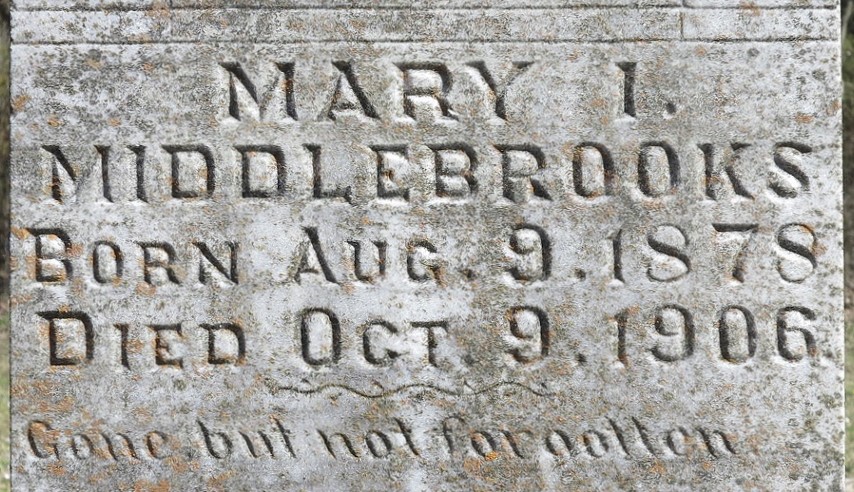 MARY I.
MIDDLEBROOKS
BORN AUG. 9. 1878
DIED OCT 9. 1906
Gone but not forgotten